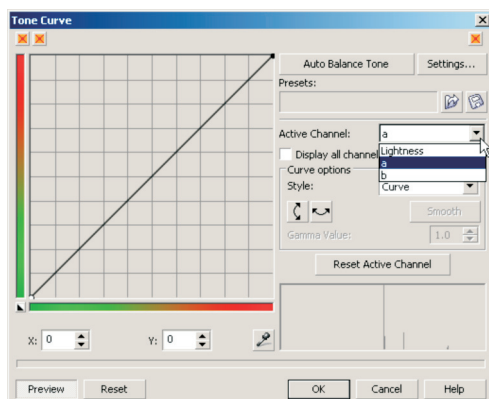 Tone Curve
Auto Balance Tone
Settings...
Presets:
Active Channel:
a
Display all channel
Lightness
a
b
Curve options
Style:
Curve
Smooth
Gamma Value:
1.0
Reset Active Channel
X: 0
Y: 0
Preview
Reset
OK
Cancel
Help